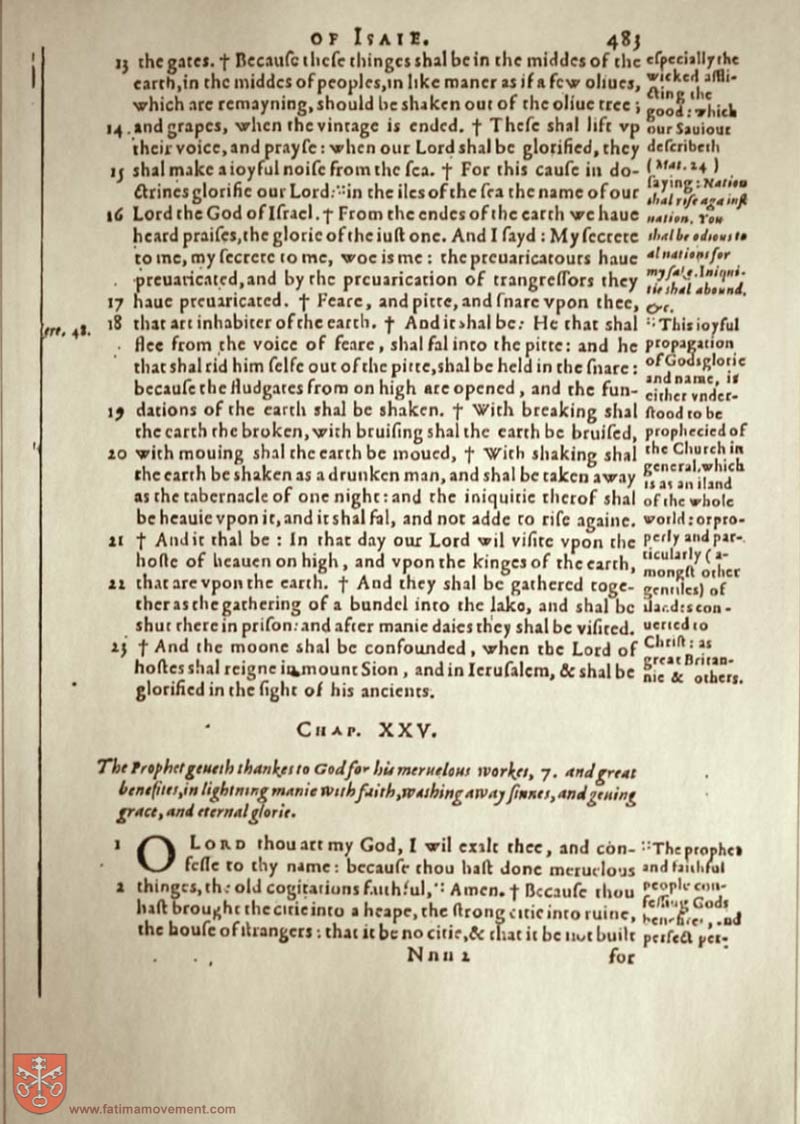 OF ISAIE. 483
13 the gates. † Becauſe theſe thinges shal be in the middes of the
earth, in the middes of peoples, in like maner as if a few oliues,
which are remayning, should be shaken out of the oliue tree;
14 and grapes, when the vintage is ended. † Theſe shal lift vp
their voice, and prayſe: when our Lord shal be glorified, they
15 shal make a ioyful noiſe from the ſea. † For this cauſe in do-
ctrines glorifie our Lord: "in the iles of the ſea the name of our
16 Lord the God of Iſrael. † From the endes of the earth we haue
heard praiſes, the glorie of the iuſt one. And I ſayd: My ſecrete
to me, my ſecrete to me, woe is me: the preuaricatours haue
preuaricated, and by the preuarication of trangreſſors they
17 haue preuaricated. † Feare, and pitte, and ſnare vpon thee,
18 that art inhabiter of the earth. † And it shal be: He that shal
flee from the voice of feare, shal fal into the pitte: and he
that shal rid him ſelfe out of the pitte, shal be held in the ſnare:
becauſe the fludgates from on high are opened, and the fun-
19 dations of the earth shal be shaken. † With breaking shal
the earth the broken, with bruiſing shal the earth be bruiſed,
20 with mouing shal the earth be moued, † With shaking shal
the earth be shaken as a drunken man, and shal be taken away
as the tabernacle of one night: and the iniquitie therof shal
be heauie vpon it, and it shal fal, and not adde to riſe againe.
21 † And it shal be: In that day our Lord wil viſite vpon the
hoſte of heauen on high, and vpon the kinges of the earth,
22 that are vpon the earth. † And they shal be gathered toge-
ther as the gathering of a bundel into the lake, and shal be
shut there in priſon: and after manie daies they shal be viſited.
23 † And the moone shal be confounded, when the Lord of
hoſtes shal reigne in mount Sion, and in Ieruſalem, & shal be
glorified in the ſight of his ancients.
Iere. 48.
eſpecially the
wicked affli-
cting the
good: which
our Sauiour
deſcribeth
(Mat. 24)
ſaying: Nation
shal riſe againſt
nation. You
shal be odious to
al nations for
my ſake. Iniqui-
tie shal abound,
&c.
"This ioyful
propagation
of Gods glorie
and name, is
either vnder-
ſtood to be
prophecied of
the Church in
general, which
is as an iland
of the whole
world: or pro-
perly and par-
ticularly (a-
mongſt other
gentiles) of
ilandes con-
uerted to
Chriſt: as
great Britan-
nie & others.
CHAP. XXV.
The Prophet geueth thankes to God for his meruelous workes, 7. and great
benefites, in lightning manie with faith, washing away ſinnes, and geuing
grace, and eternal glorie.
1 O LORD thou art my God, I wil exalt thee, and con-
feſſe to thy name: becauſe thou haſt done meruelous
2 thinges, the old cogitations faithful, " Amen. † Becauſe thou
haſt brought the citie into a heape, the ſtrong citie into ruine,
the houſe of ſtrangers: that it be no citie, & that it be not built
"The prophet
and faithful
people con-
feſſing Gods
benefites, and
perfect per-
Nnn 2 for
www.fatimamovement.com